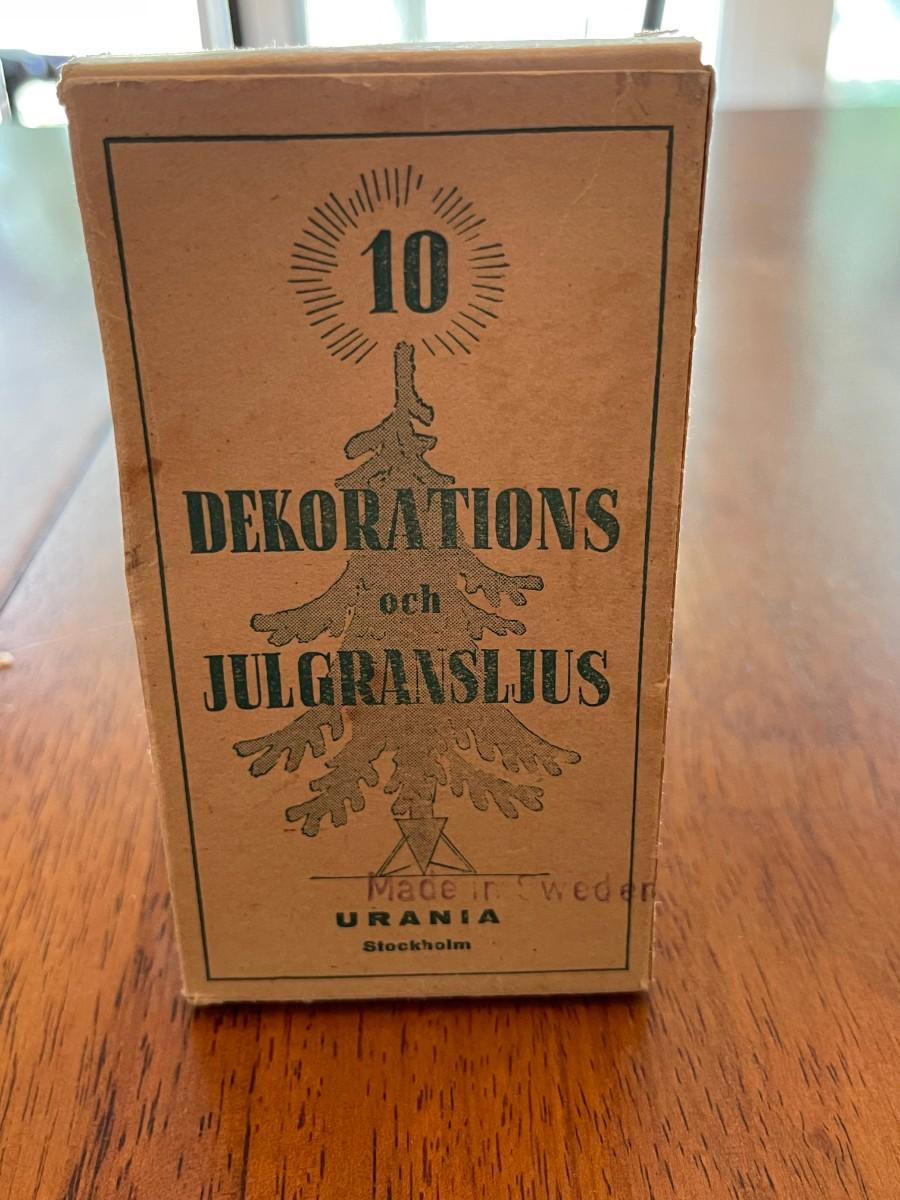 10
DEKORATIONS
och
JULGRANSLJUS
Made in Sweden
URANIA
Stockholm